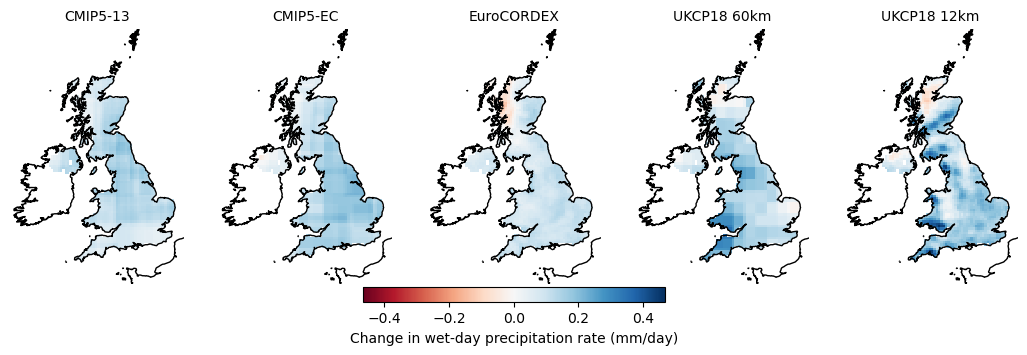 CMIP5-13 CMIP5-EC EuroCORDEX UKCP18 60km UKCP18 12km
−0.4 −0.2 0.0 0.2 0.4
Change in wet-day precipitation rate (mm/day)